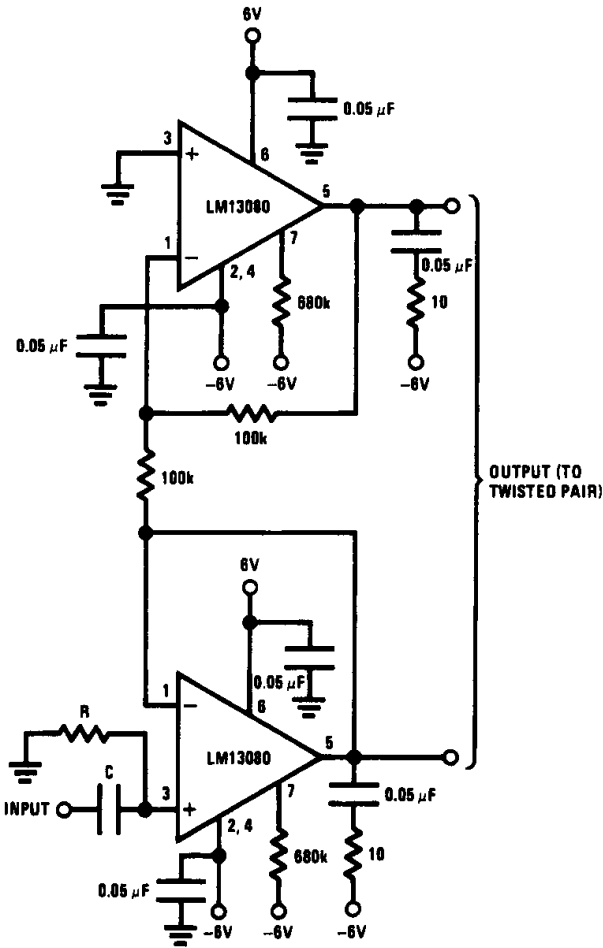 6V
0.05 µF
3
+
6
LM13080
5
1
−
7
2, 4
680k
0.05 µF
10
0.05 µF
−6V
−6V
−6V
100k
100k
OUTPUT (TO
TWISTED PAIR)
6V
0.05 µF
1
−
6
R
LM13080
5
C
INPUT
3
+
7
2, 4
0.05 µF
680k
10
0.05 µF
−6V
−6V
−6V